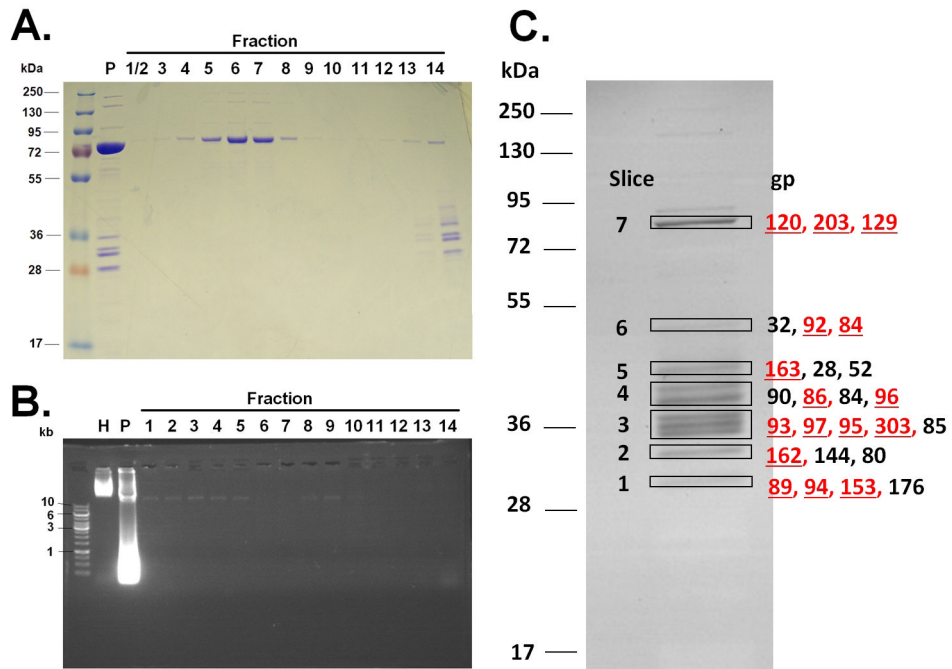 A.
Fraction
kDa P 1/2 3 4 5 6 7 8 9 10 11 12 13 14
250
130
95
72
55
36
28
17
B.
Fraction
kb H P 1 2 3 4 5 6 7 8 9 10 11 12 13 14
10
6
3
1
C.
kDa
250
130
Slice gp
95
7 120, 203, 129
72
55
6 32, 92, 84
5 163, 28, 52
4 90, 86, 84, 96
36 3 93, 97, 95, 303, 85
2 162, 144, 80
1 89, 94, 153, 176
28
17